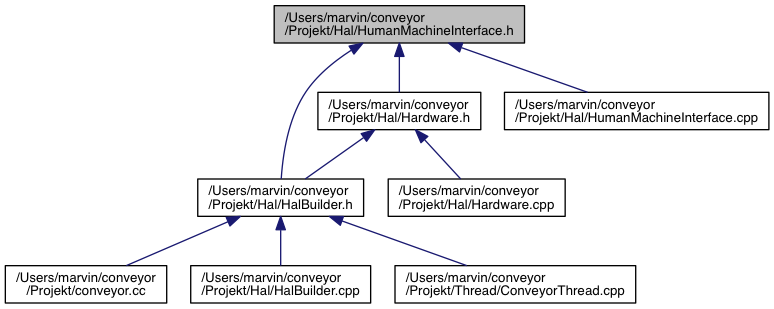 /Users/marvin/conveyor
/Projekt/Hal/HumanMachineInterface.h
/Users/marvin/conveyor
/Projekt/Hal/Hardware.h
/Users/marvin/conveyor
/Projekt/Hal/HumanMachineInterface.cpp
/Users/marvin/conveyor
/Projekt/Hal/HalBuilder.h
/Users/marvin/conveyor
/Projekt/Hal/Hardware.cpp
/Users/marvin/conveyor
/Projekt/conveyor.cc
/Users/marvin/conveyor
/Projekt/Hal/HalBuilder.cpp
/Users/marvin/conveyor
/Projekt/Thread/ConveyorThread.cpp